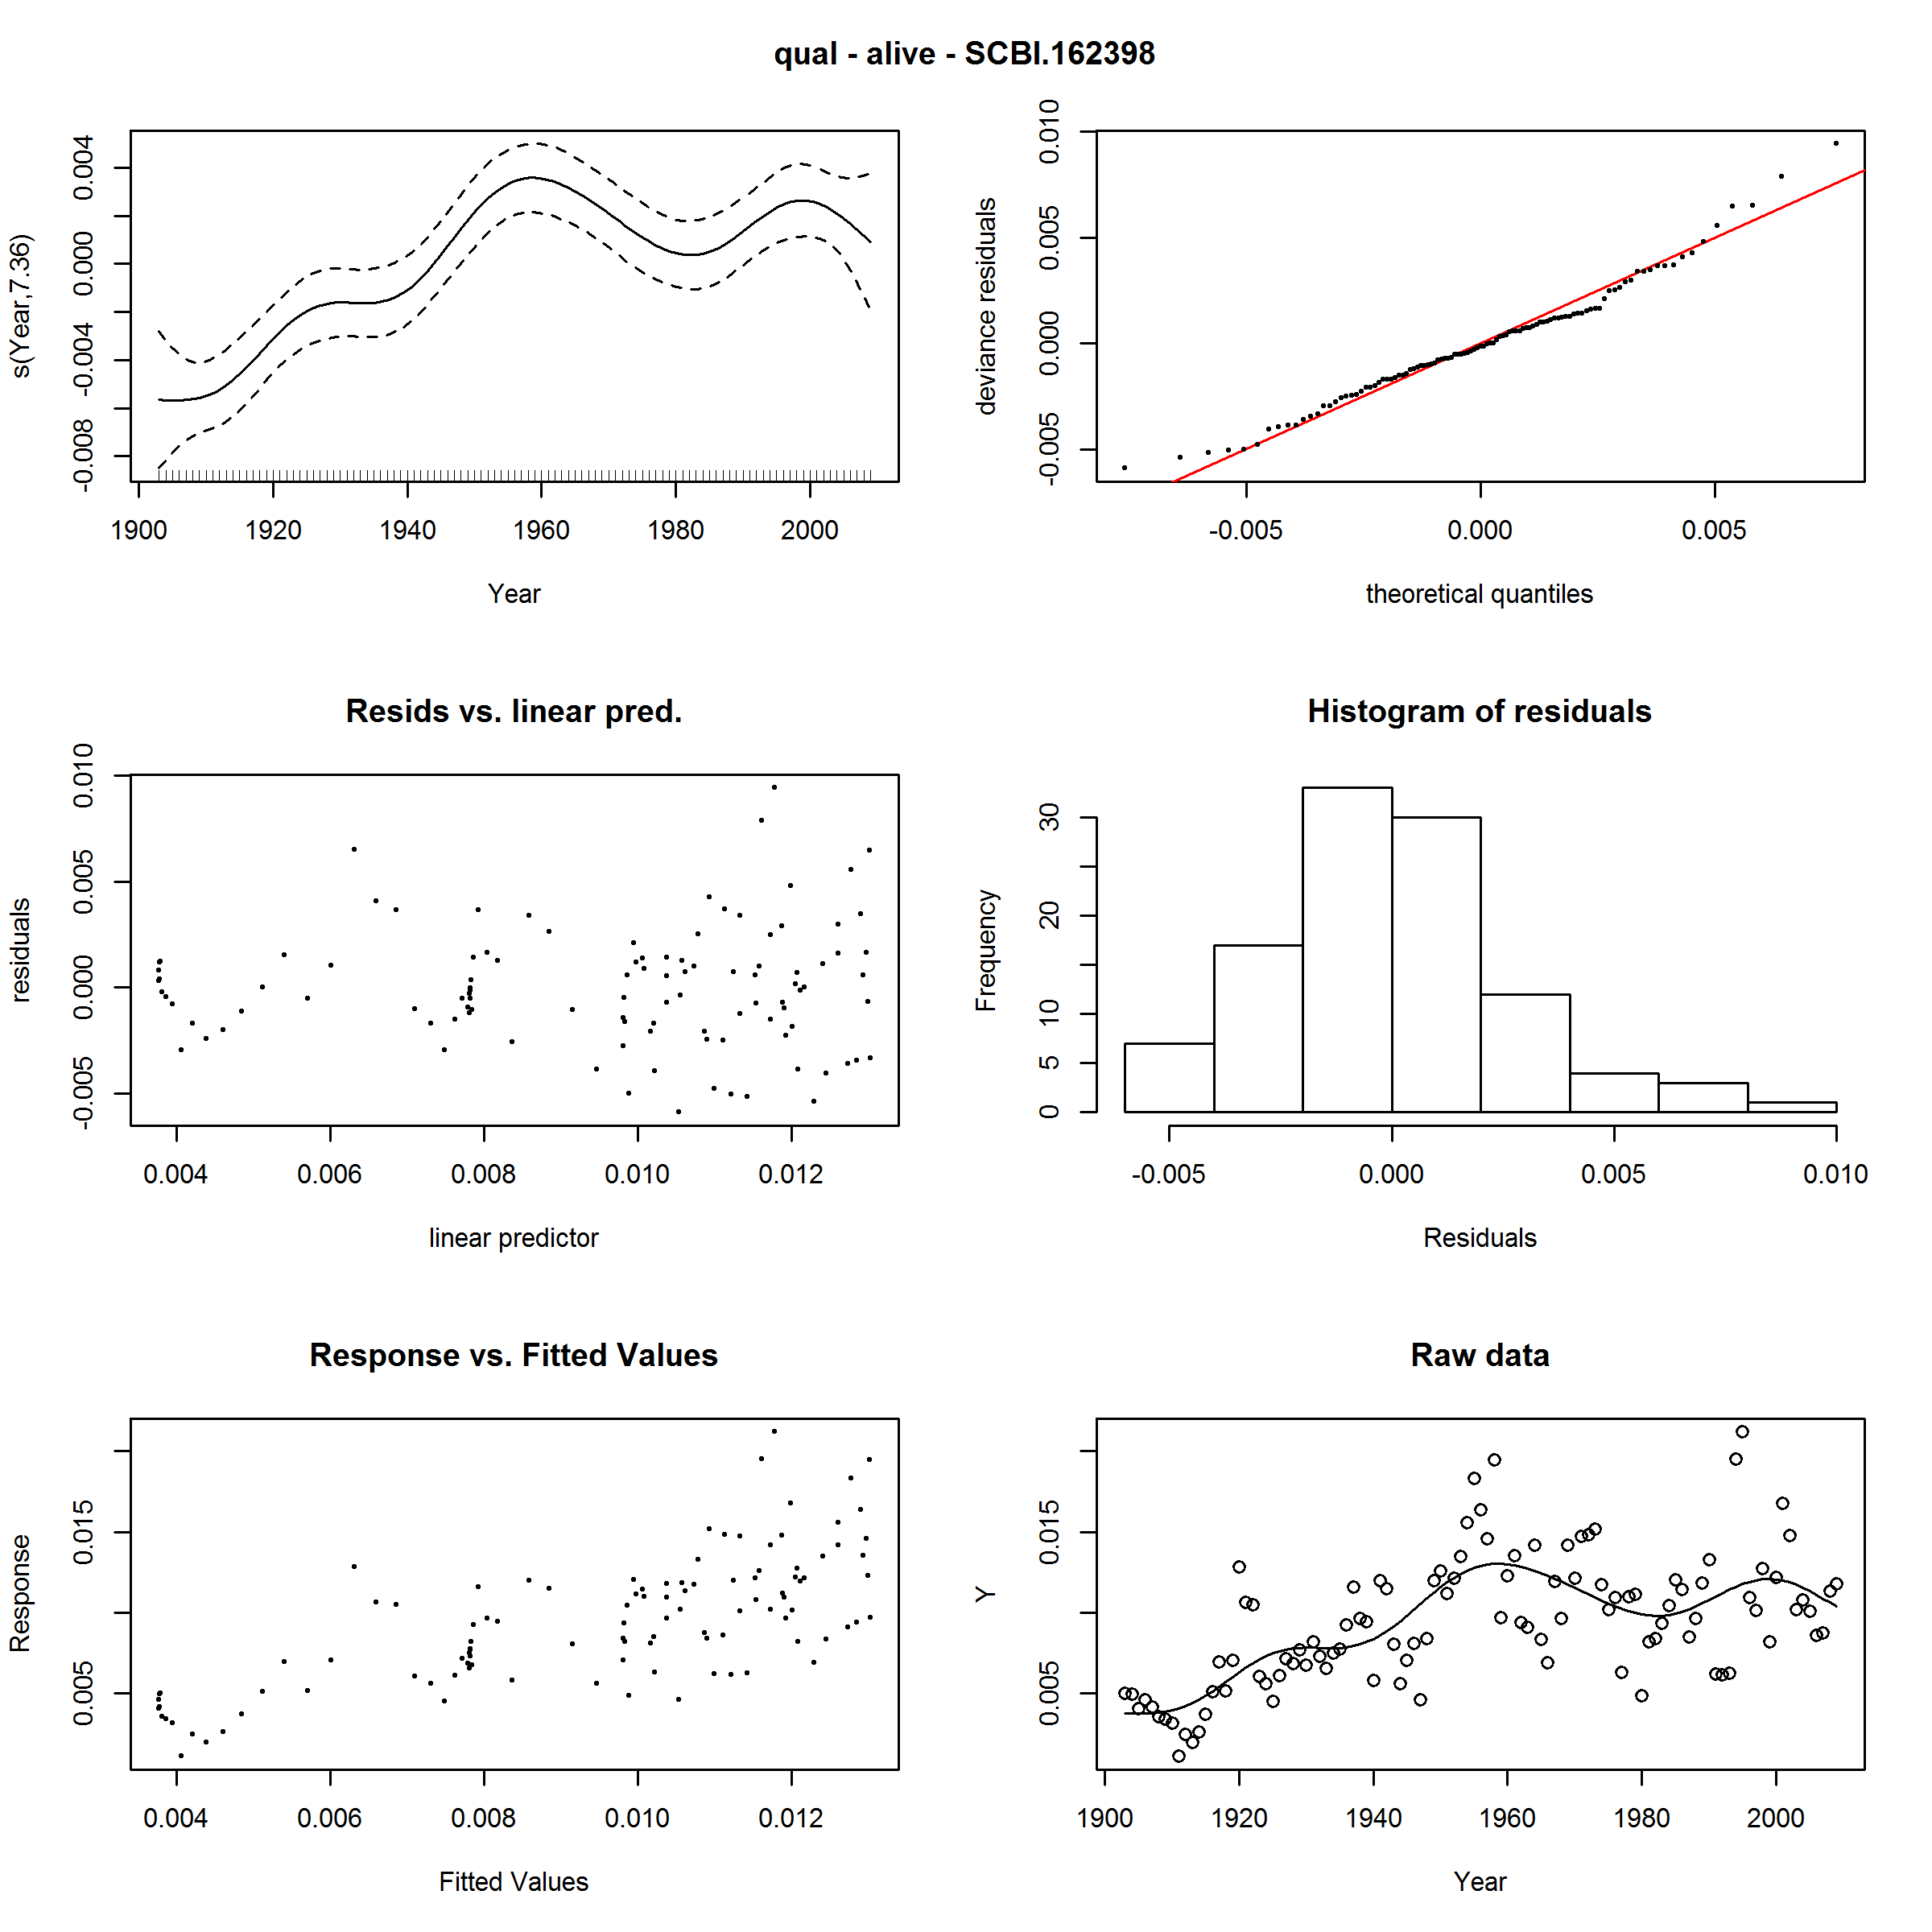 qual - alive - SCBI.162398
s(Year,7.36)
-0.008 -0.004 0.000 0.004
1900 1920 1940 1960 1980 2000
Year
deviance residuals
-0.005 0.000 0.005 0.010
-0.005 0.000 0.005
theoretical quantiles
Resids vs. linear pred.
residuals
-0.005 0.000 0.005 0.010
0.004 0.006 0.008 0.010 0.012
linear predictor
Histogram of residuals
Frequency
0 5 10 20 30
-0.005 0.000 0.005 0.010
Residuals
Response vs. Fitted Values
Response
0.005 0.015
0.004 0.006 0.008 0.010 0.012
Fitted Values
Raw data
Y
0.005 0.015
1900 1920 1940 1960 1980 2000
Year